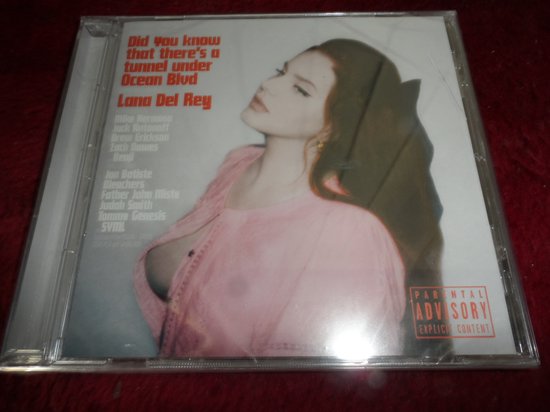 Did you know
that there's a
tunnel under
Ocean Blvd
Lana Del Rey
Mike Hermosa
Jack Antonoff
Drew Erickson
Zach Dawes
Benji
Jon Batiste
Bleachers
Father John Misty
Judah Smith
Tommy Genesis
SYML
PARENTAL
ADVISORY
EXPLICIT CONTENT